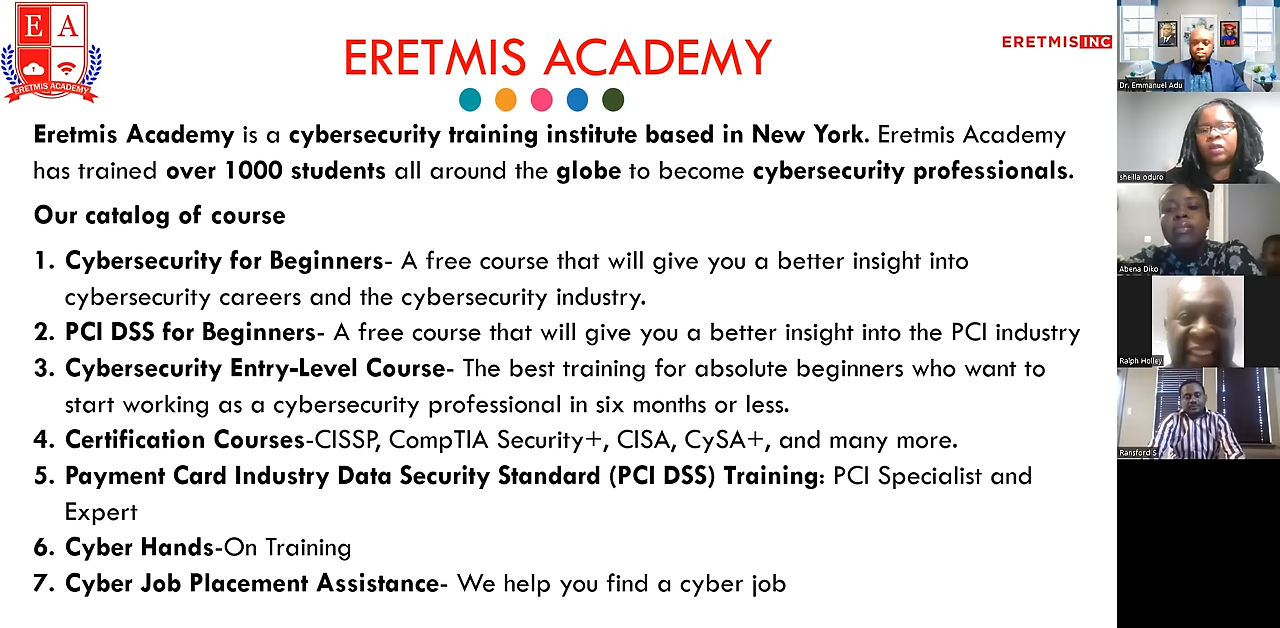 E A
ERETMIS ACADEMY
ERETMIS ACADEMY
ERETMIS INC
Eretmis Academy is a cybersecurity training institute based in New York. Eretmis Academy
has trained over 1000 students all around the globe to become cybersecurity professionals.
Our catalog of course
1. Cybersecurity for Beginners- A free course that will give you a better insight into
cybersecurity careers and the cybersecurity industry.
2. PCI DSS for Beginners- A free course that will give you a better insight into the PCI industry
3. Cybersecurity Entry-Level Course- The best training for absolute beginners who want to
start working as a cybersecurity professional in six months or less.
4. Certification Courses-CISSP, CompTIA Security+, CISA, CySA+, and many more.
5. Payment Card Industry Data Security Standard (PCI DSS) Training: PCI Specialist and
Expert
6. Cyber Hands-On Training
7. Cyber Job Placement Assistance- We help you find a cyber job
Dr. Emmanuel Adu
sheilla oduro
Abena Diko
Ralph Holley
Ransford S